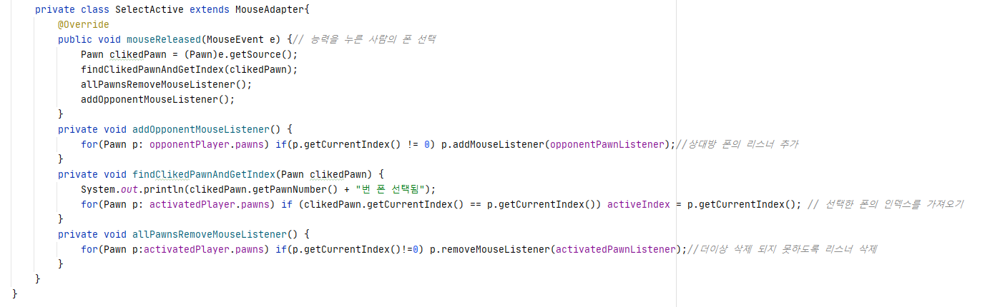 private class SelectActive extends MouseAdapter{
@Override
public void mouseReleased(MouseEvent e) {// 능력을 누른 사람의 폰 선택
Pawn clikedPawn = (Pawn)e.getSource();
findClikedPawnAndGetIndex(clikedPawn);
allPawnsRemoveMouseListener();
addOpponentMouseListener();
}
private void addOpponentMouseListener() {
for(Pawn p: opponentPlayer.pawns) if(p.getCurrentIndex() != 0) p.addMouseListener(opponentPawnListener);//상대방 폰의 리스너 추가
}
private void findClikedPawnAndGetIndex(Pawn clikedPawn) {
System.out.println(clikedPawn.getPawnNumber() + "번 폰 선택됨");
for(Pawn p: activatedPlayer.pawns) if (clikedPawn.getCurrentIndex() == p.getCurrentIndex()) activeIndex = p.getCurrentIndex(); // 선택한 폰의 인덱스를 가져오기
}
private void allPawnsRemoveMouseListener() {
for(Pawn p:activatedPlayer.pawns) if(p.getCurrentIndex()!=0) p.removeMouseListener(activatedPawnListener);//더이상 삭제 되지 못하도록 리스너 삭제
}
}
}